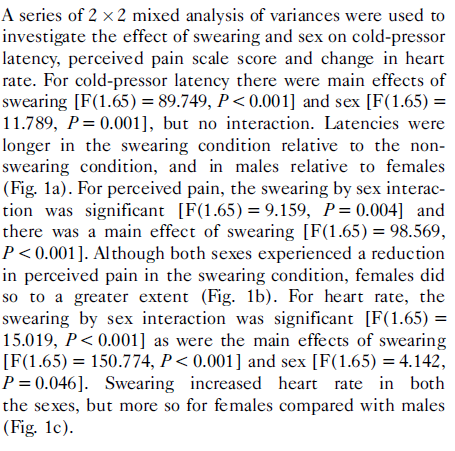 A series of 2 × 2 mixed analysis of variances were used to
investigate the effect of swearing and sex on cold-pressor
latency, perceived pain scale score and change in heart
rate. For cold-pressor latency there were main effects of
swearing [F(1.65) = 89.749, P < 0.001] and sex [F(1.65) =
11.789, P = 0.001], but no interaction. Latencies were
longer in the swearing condition relative to the non-
swearing condition, and in males relative to females
(Fig. 1a). For perceived pain, the swearing by sex interac-
tion was significant [F(1.65) = 9.159, P = 0.004] and
there was a main effect of swearing [F(1.65) = 98.569,
P < 0.001]. Although both sexes experienced a reduction
in perceived pain in the swearing condition, females did
so to a greater extent (Fig. 1b). For heart rate, the
swearing by sex interaction was significant [F(1.65) =
15.019, P < 0.001] as were the main effects of swearing
[F(1.65) = 150.774, P < 0.001] and sex [F(1.65) = 4.142,
P = 0.046]. Swearing increased heart rate in both
the sexes, but more so for females compared with males
(Fig. 1c).